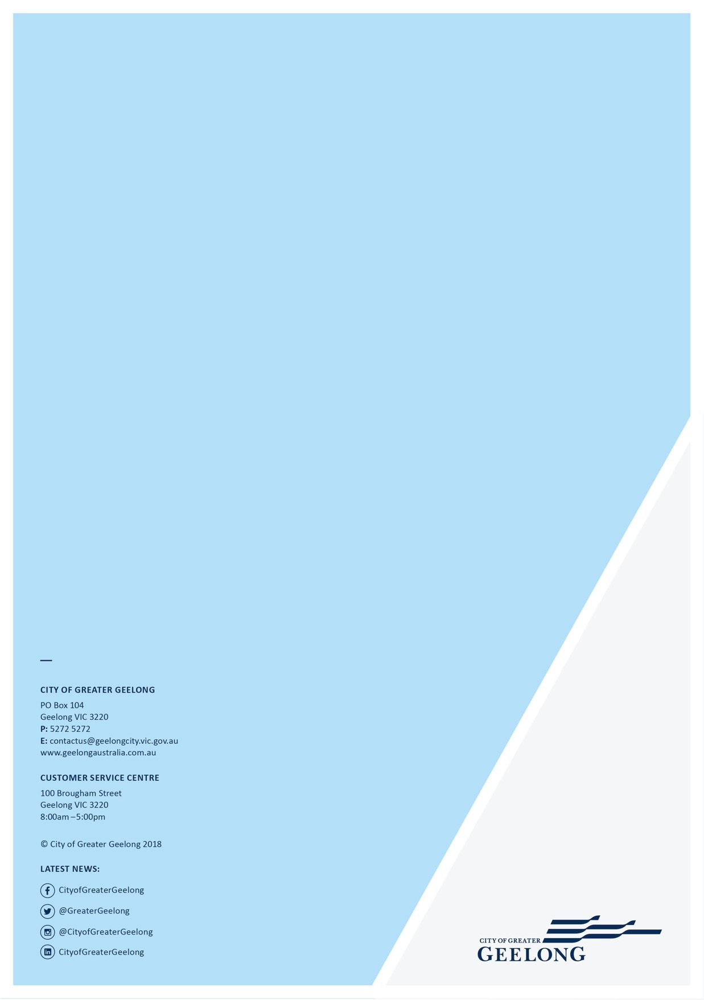 CITY OF GREATER GEELONG
PO Box 104
Geelong VIC 3220
P: 5272 5272
E: contactus@geelongcity.vic.gov.au
www.geelongaustralia.com.au
CUSTOMER SERVICE CENTRE
100 Brougham Street
Geelong VIC 3220
8:00am – 5:00pm
© City of Greater Geelong 2018
LATEST NEWS:
CityofGreaterGeelong
@GreaterGeelong
@CityofGreaterGeelong
CityofGreaterGeelong
CITY OF GREATER
GEELONG